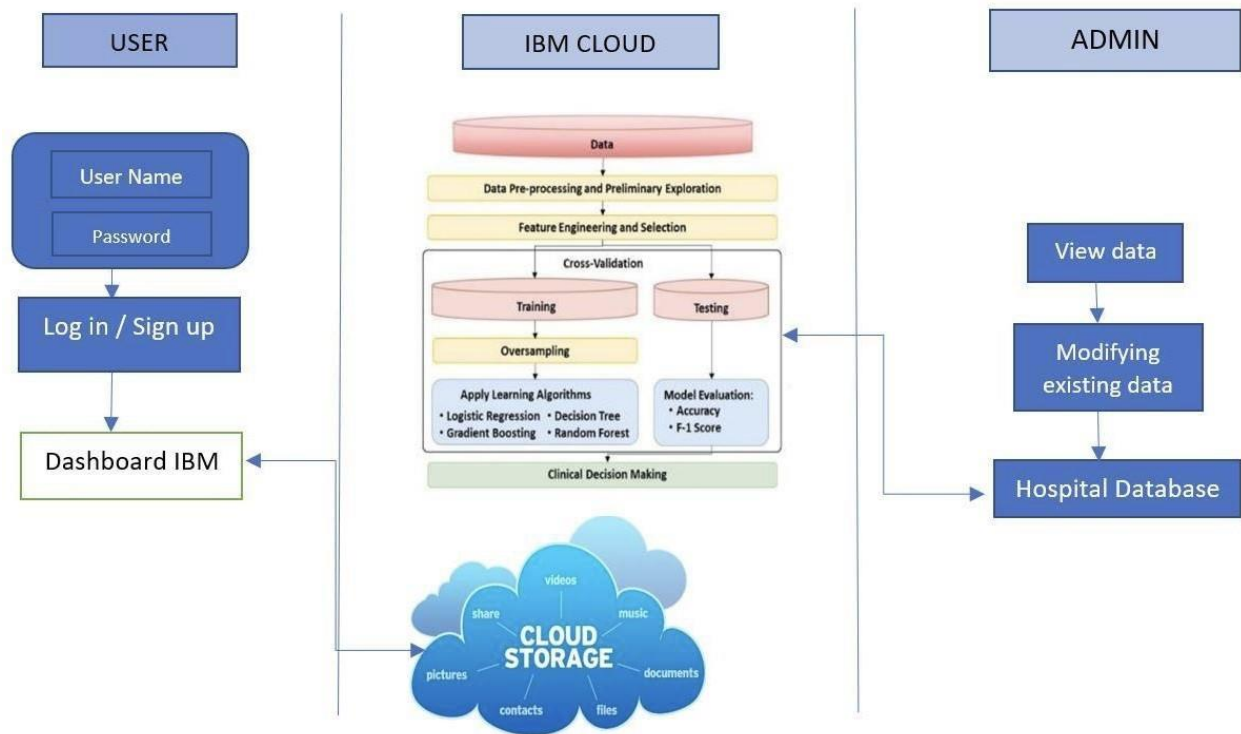 USER
IBM CLOUD
ADMIN
User Name
Password
Log in / Sign up
Dashboard IBM
Data
Data Pre-processing and Preliminary Exploration
Feature Engineering and Selection
Cross-Validation
Training
Testing
Oversampling
Apply Learning Algorithms
• Logistic Regression • Decision Tree
• Gradient Boosting • Random Forest
Model Evaluation:
• Accuracy
• F-1 Score
Clinical Decision Making
videos
share
music
CLOUD
STORAGE
pictures
documents
contacts
files
View data
Modifying
existing data
Hospital Database